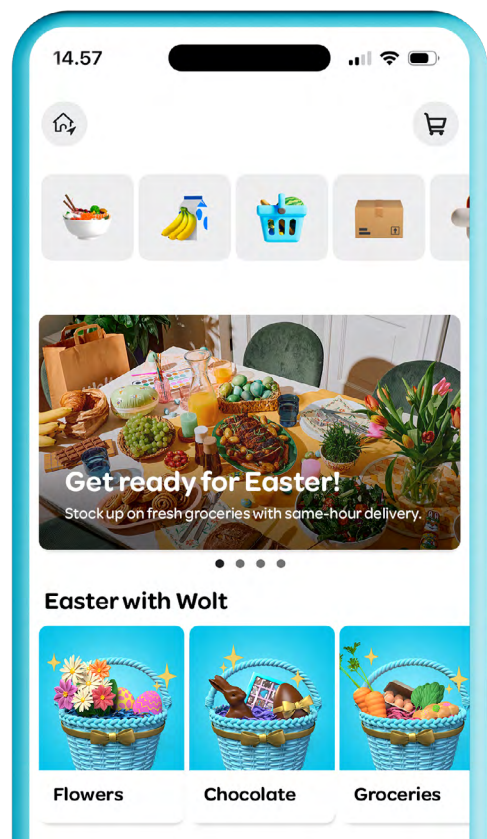 14.57
Get ready for Easter!
Stock up on fresh groceries with same-hour delivery.
Easter with Wolt
Flowers
Chocolate
Groceries